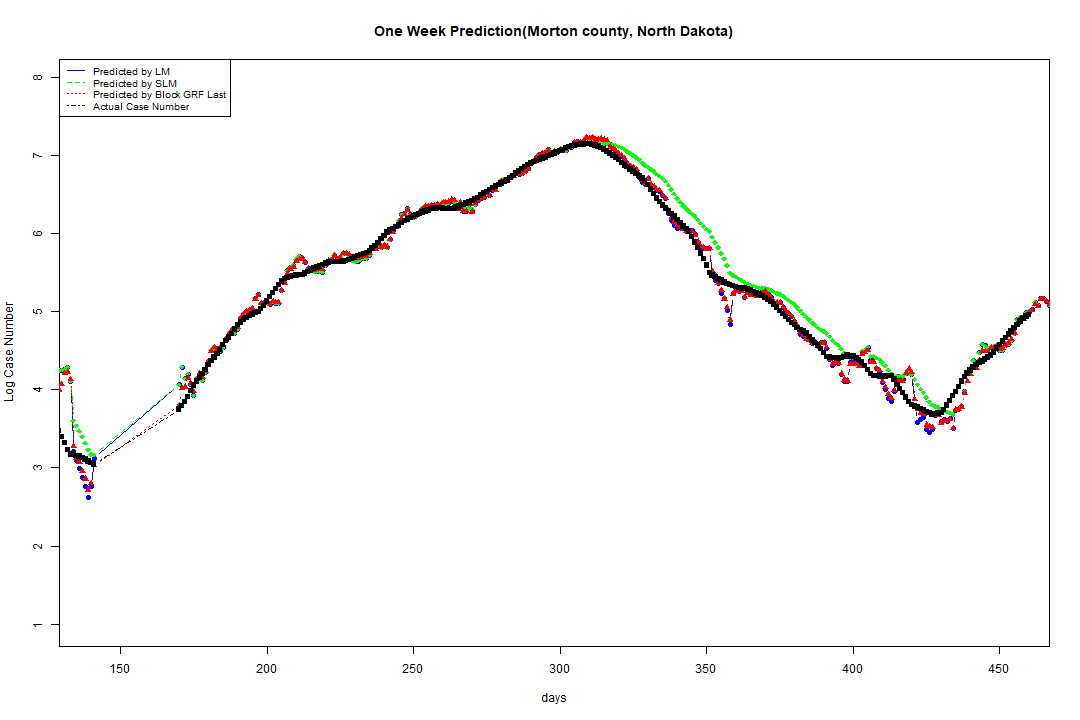 One Week Prediction(Morton county, North Dakota)
Predicted by LM
Predicted by SLM
Predicted by Block GRF Last
Actual Case Number
Log Case Number
8
7
6
5
4
3
2
1
150 200 250 300 350 400 450
days